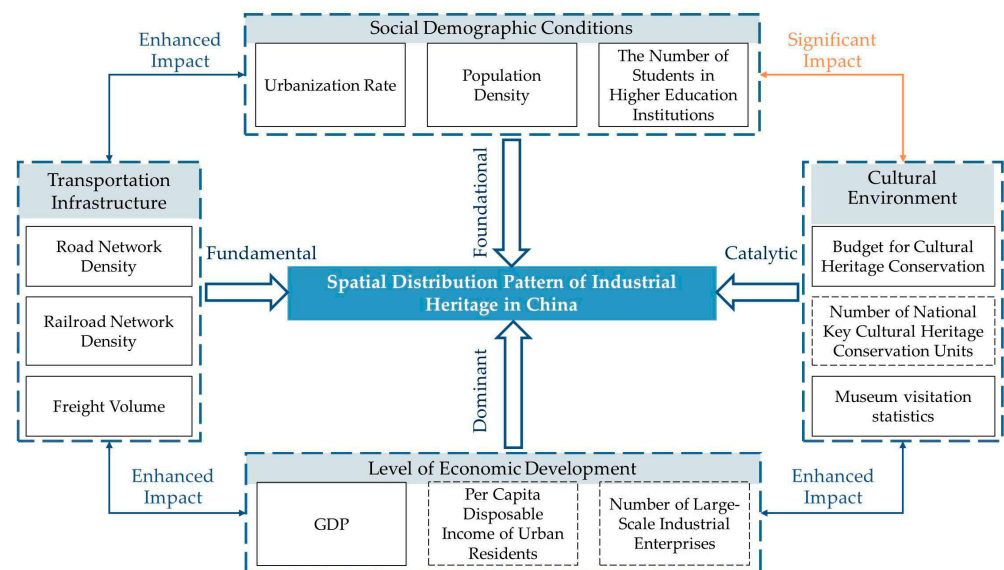 Social Demographic Conditions
Urbanization Rate
Population
Density
The Number of
Students in
Higher Education
Institutions
Enhanced
Impact
Significant
Impact
Transportation
Infrastructure
Road Network
Density
Railroad Network
Density
Freight Volume
Fundamental
Foundational
Spatial Distribution Pattern of Industrial
Heritage in China
Catalytic
Dominant
Cultural
Environment
Budget for Cultural
Heritage Conservation
Number of National
Key Cultural Heritage
Conservation Units
Museum visitation
statistics
Enhanced
Impact
Level of Economic Development
GDP
Per Capita
Disposable
Income of Urban
Residents
Number of Large-
Scale Industrial
Enterprises
Enhanced
Impact